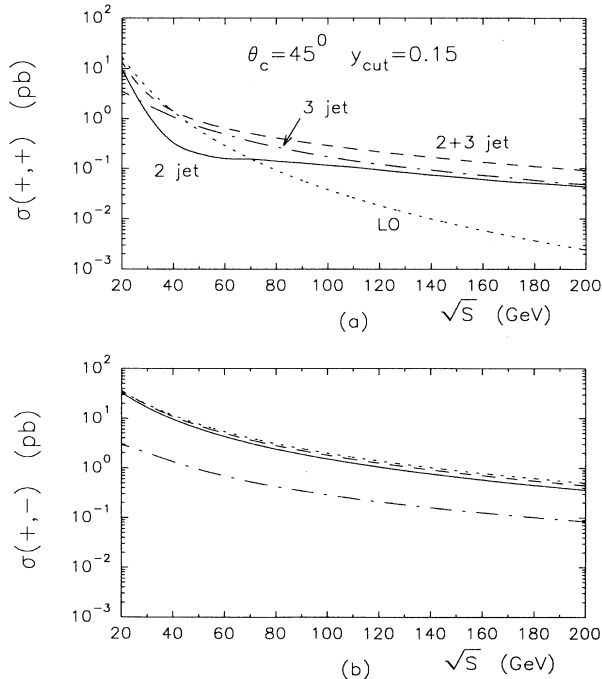 10²
10¹
10⁰
10⁻¹
10⁻²
10⁻³
σ(+,+) (pb)
θc=45⁰ ycut=0.15
3 jet
2+3 jet
2 jet
LO
20 40 60 80 100 120 140 160 180 200
√S (GeV)
(a)
10²
10¹
10⁰
10⁻¹
10⁻²
10⁻³
σ(+,-) (pb)
20 40 60 80 100 120 140 160 180 200
√S (GeV)
(b)